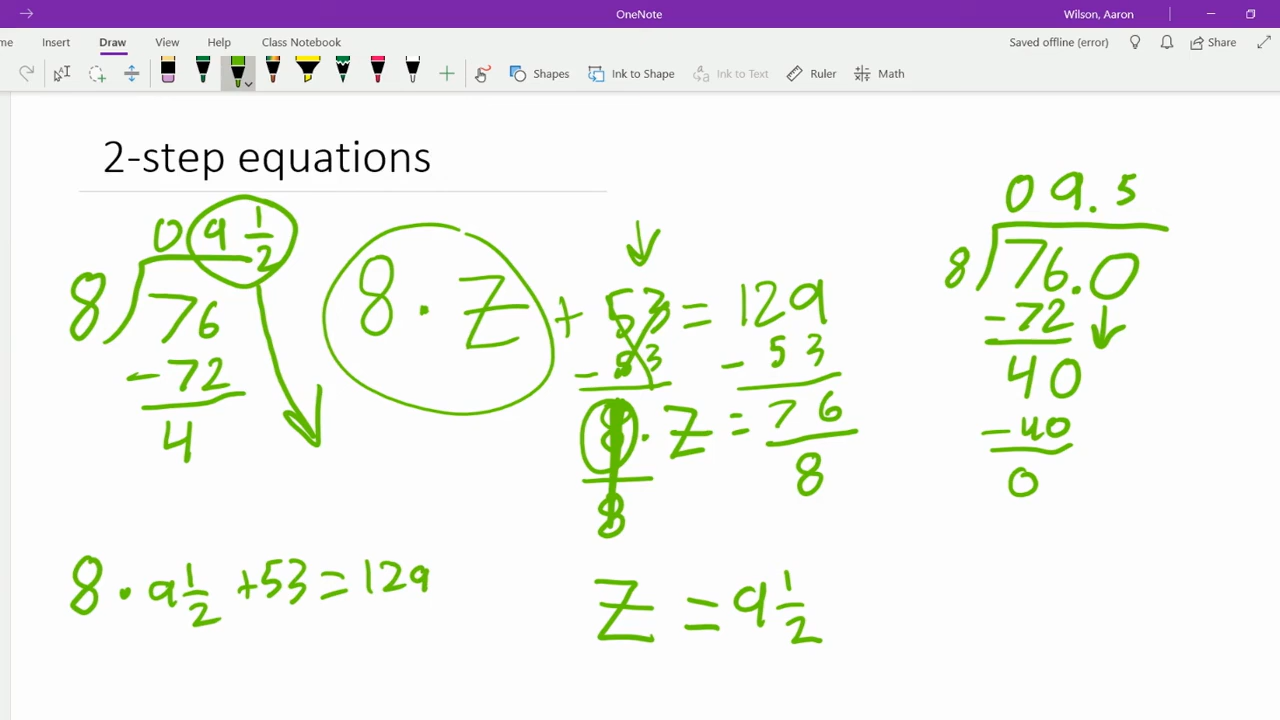 OneNote
Wilson, Aaron
me Insert Draw View Help Class Notebook
Saved offline (error) Share
Shapes Ink to Shape Ink to Text Ruler Math
2-step equations
0 9 1/2
8 76
-72
4
8 · Z + 53 = 129
- 53 - 53
8 · Z = 76
8 8
Z = 9 1/2
8 · 9 1/2 + 53 = 129
0 9.5
8 76.0
-72
40
-40
0